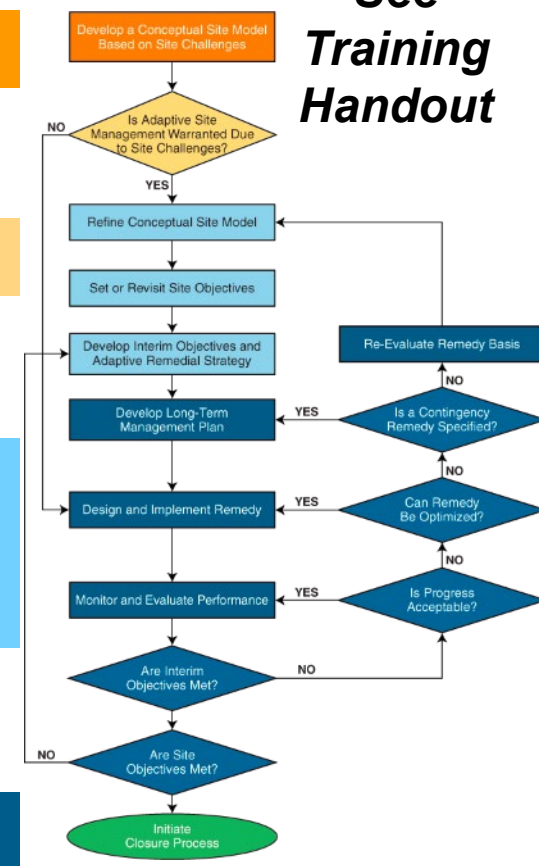 See
Training
Handout
Develop a Conceptual Site Model
Based on Site Challenges
NO
Is Adaptive Site
Management Warranted Due
to Site Challenges?
YES
Refine Conceptual Site Model
Set or Revisit Site Objectives
Develop Interim Objectives and
Adaptive Remedial Strategy
Re-Evaluate Remedy Basis
NO
Develop Long-Term
Management Plan
YES
Is a Contingency
Remedy Specified?
NO
Design and Implement Remedy
YES
Can Remedy
Be Optimized?
NO
Monitor and Evaluate Performance
YES
Is Progress
Acceptable?
Are Interim
Objectives Met?
NO
NO
Are Site
Objectives Met?
Initiate
Closure Process